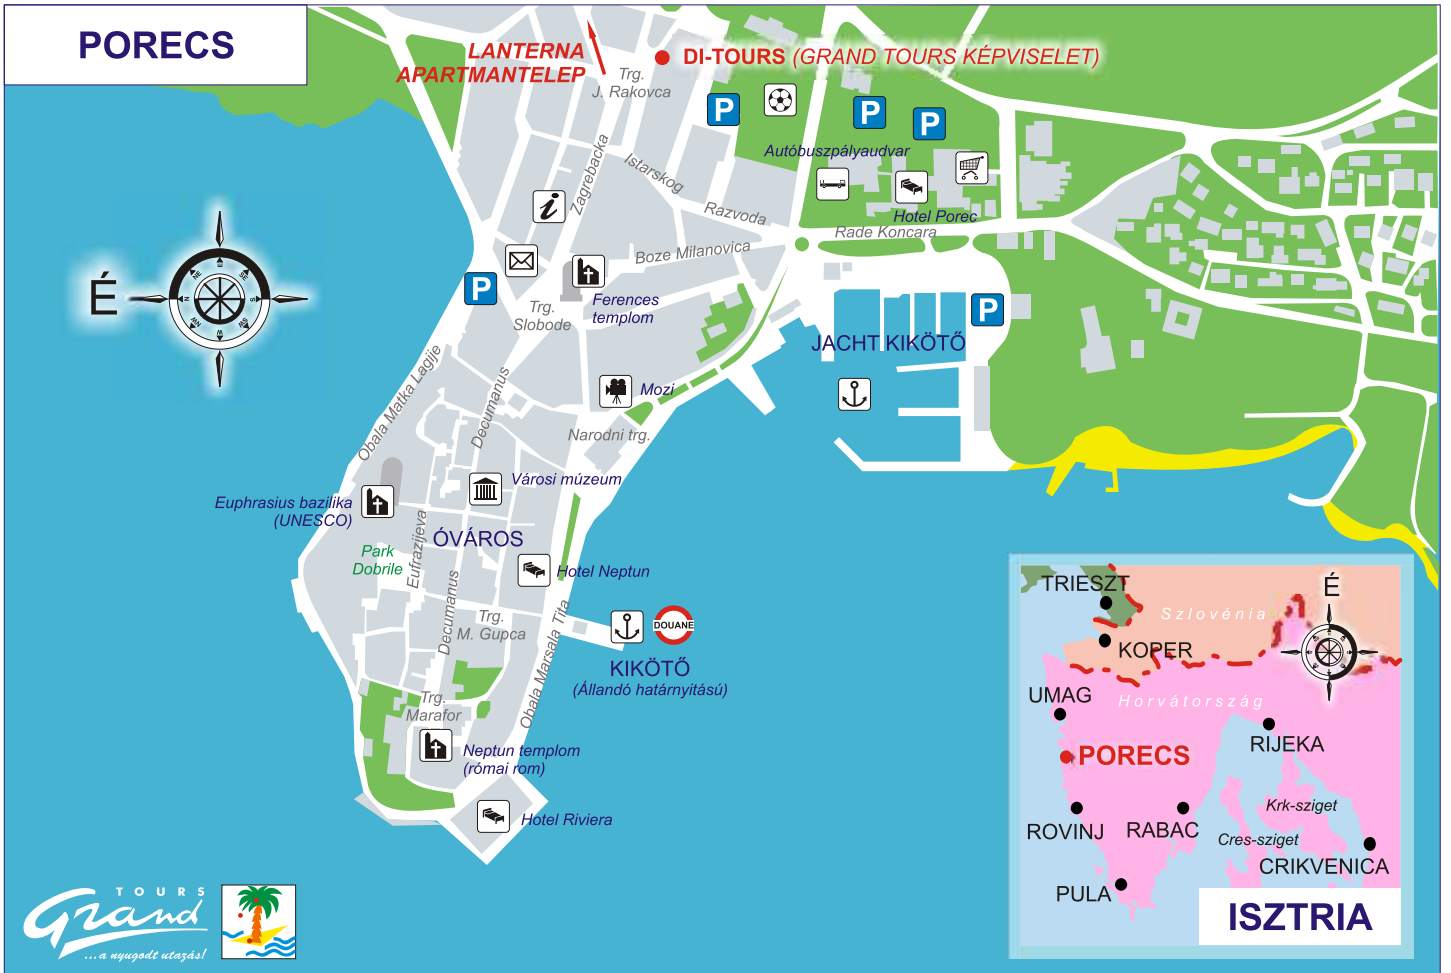 PORECS
LANTERNA
APARTMANTELEP
DI-TOURS (GRAND TOURS KÉPVISELET)
Trg.
J. Rakovca
P
P
P
Autóbuszpályaudvar
Zagrebacka
Istarskog
Razvoda
Hotel Porec
Rade Koncara
Boze Milanovica
i
É
P
Ferences
templom
Trg.
Slobode
P
JACHT KIKÖTŐ
Obala Matka Lagije
Decumanus
Mozi
Narodni trg.
Városi múzeum
Euphrasius bazilika
(UNESCO)
ÓVÁROS
Eufrazijeva
Park
Dobrile
Hotel Neptun
Decumanus
Trg.
M. Gupca
Obala Marsala Tita
DOUANE
KIKÖTŐ
(Állandó határnyitású)
Trg.
Marafor
Neptun templom
(római rom)
Hotel Riviera
TOURS
Grand
...a nyugodt utazás!
TRIESZT
É
Szlovénia
KOPER
UMAG
Horvátország
RIJEKA
PORECS
Krk-sziget
ROVINJ
RABAC
Cres-sziget
CRIKVENICA
PULA
ISZTRIA